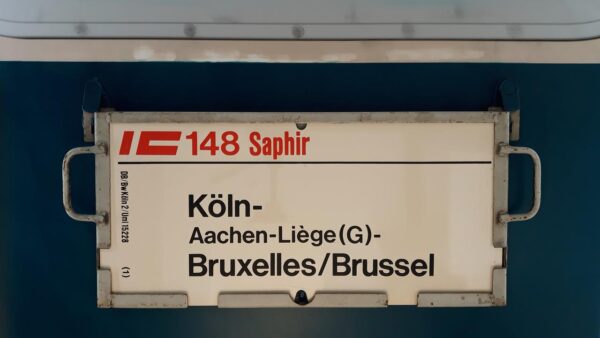 IC 148 Saphir
Köln-
Aachen-Liège(G)-
Bruxelles/Brussel
(1)